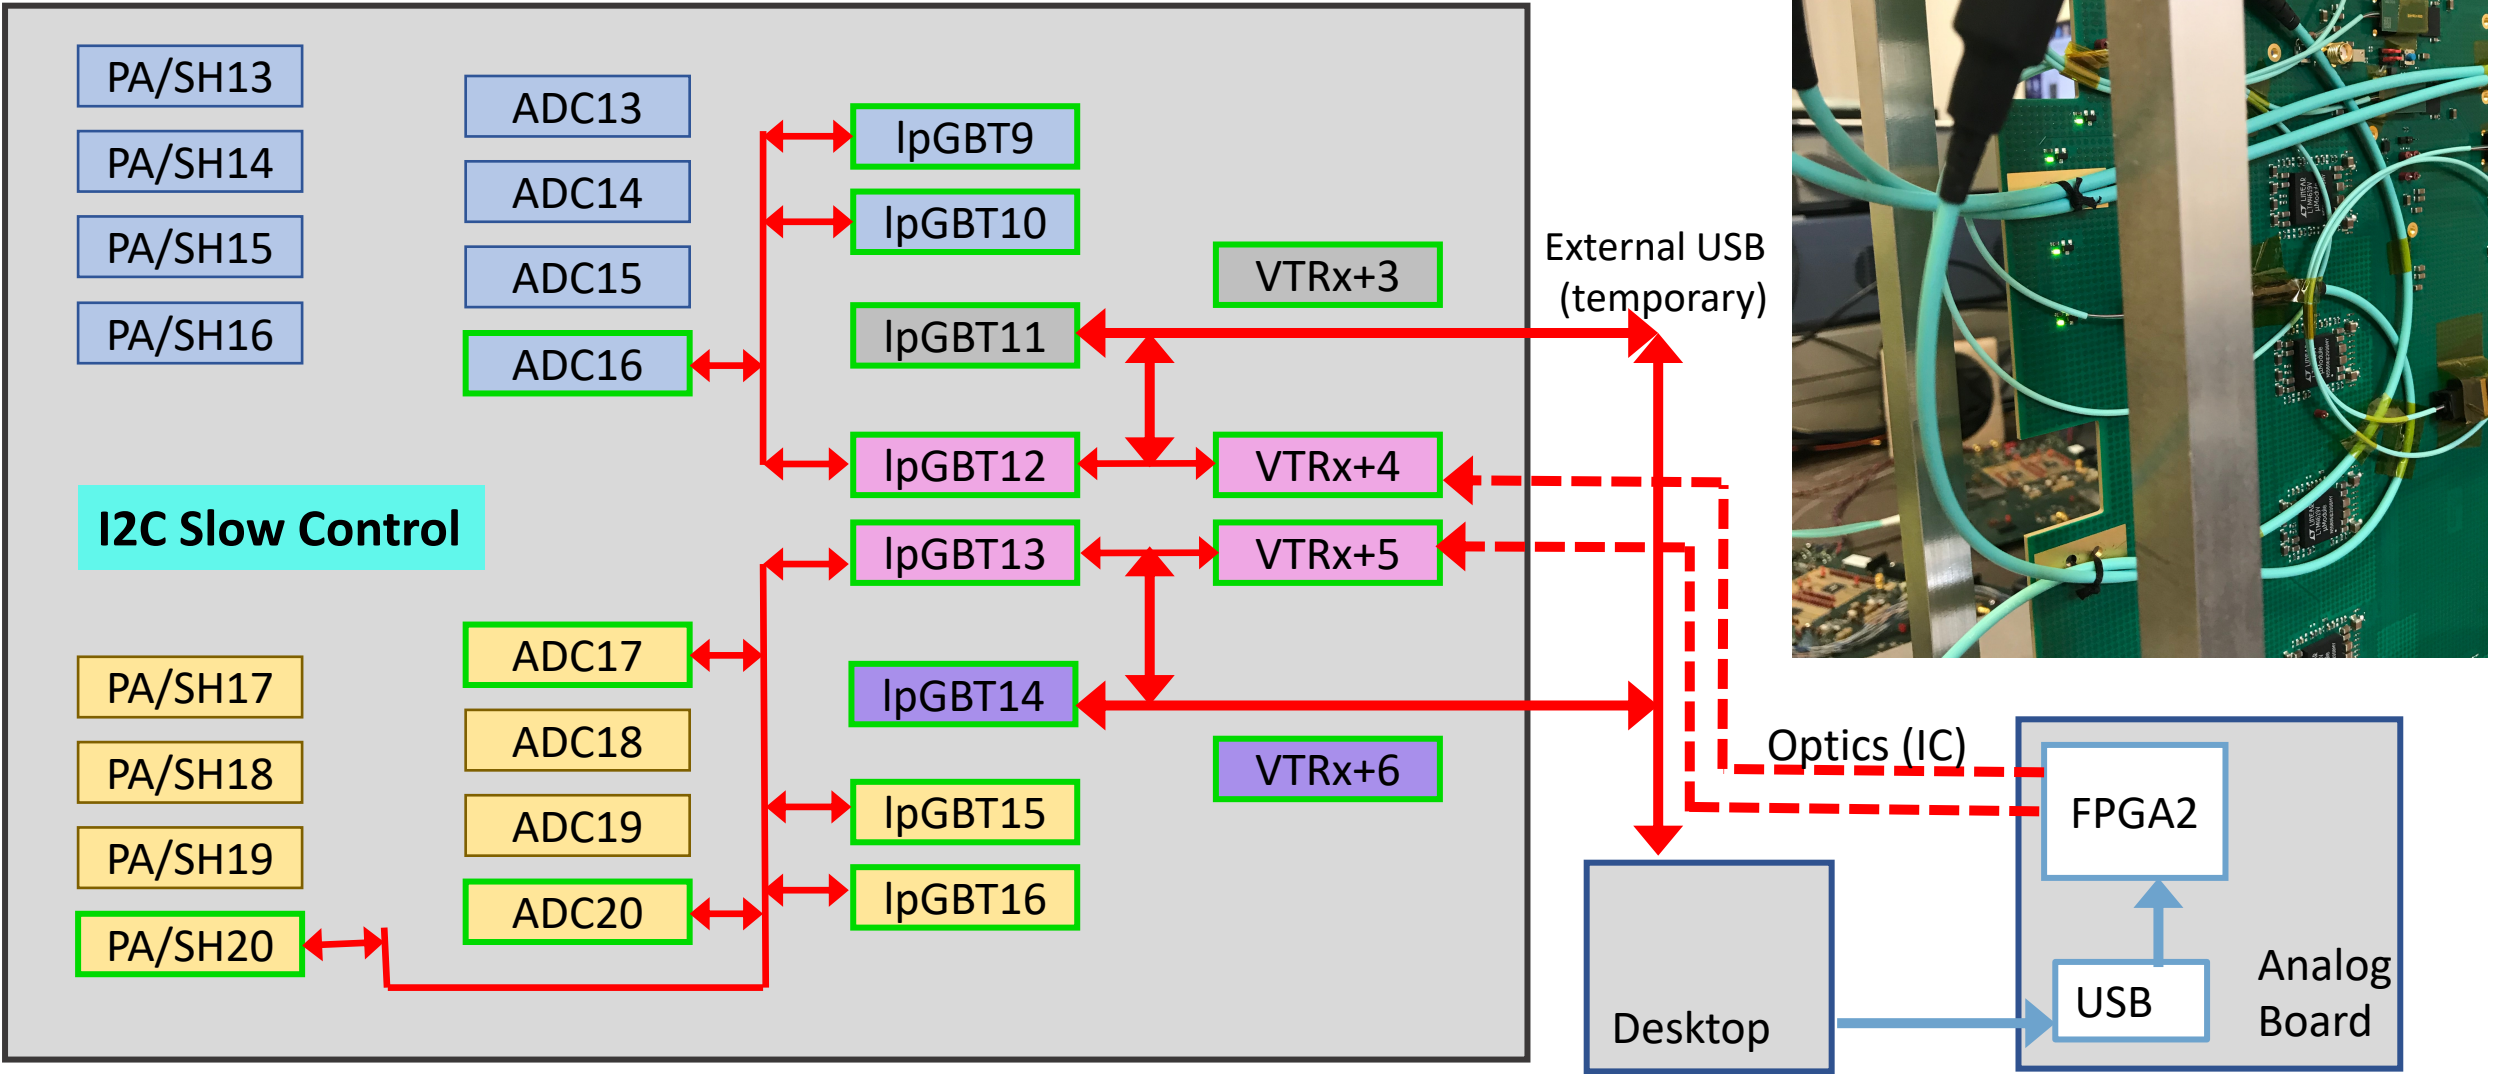 PA/SH13
PA/SH14
PA/SH15
PA/SH16
ADC13
ADC14
ADC15
ADC16
lpGBT9
lpGBT10
lpGBT11
lpGBT12
lpGBT13
lpGBT14
lpGBT15
lpGBT16
VTRx+3
VTRx+4
VTRx+5
VTRx+6
I2C Slow Control
PA/SH17
PA/SH18
PA/SH19
PA/SH20
ADC17
ADC18
ADC19
ADC20
External USB
(temporary)
Optics (IC)
FPGA2
USB
Analog
Board
Desktop